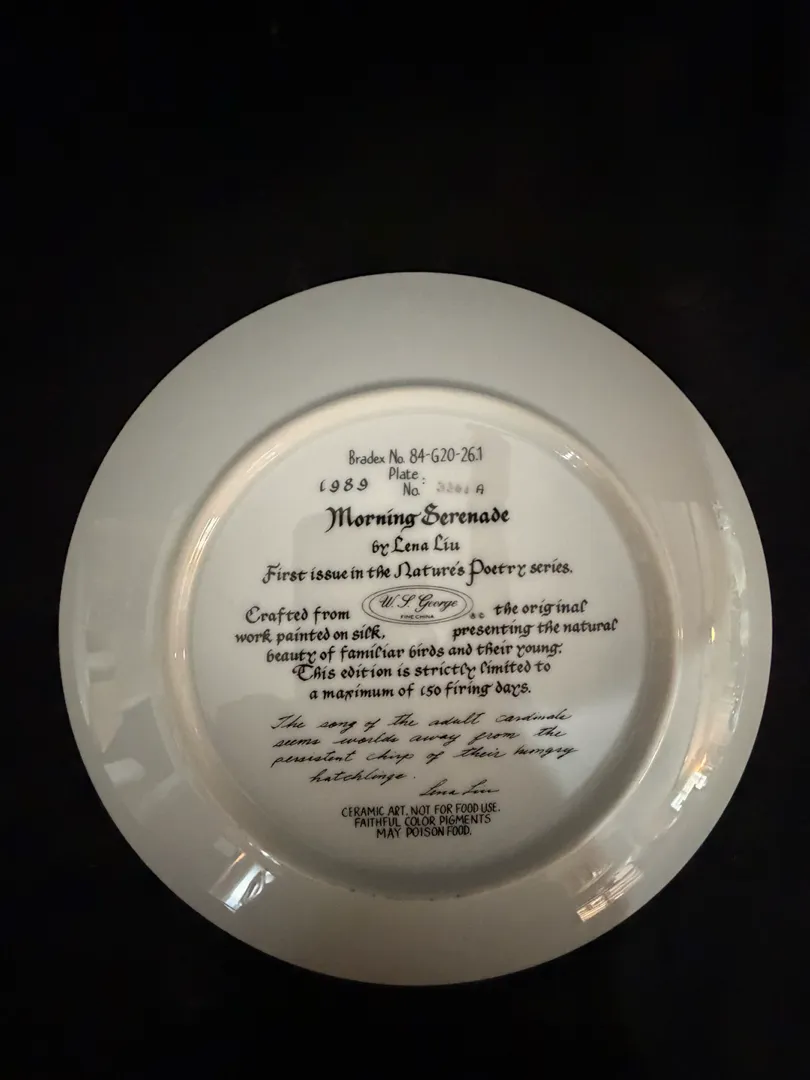 Bradex No. 84-G20-26.1
1989 Plate No. A
Morning Serenade
by Lena Liu
First issue in the Nature's Poetry series.
Crafted from W.S. George FINE CHINA the original
work painted on silk, presenting the natural
beauty of familiar birds and their young.
This edition is strictly limited to
a maximum of 150 firing days.
The song of the adult cardinals
seems worlds away from the
persistent chirp of their hungry
hatchlings.
Lena Liu
CERAMIC ART. NOT FOR FOOD USE.
FAITHFUL COLOR PIGMENTS
MAY POISON FOOD.